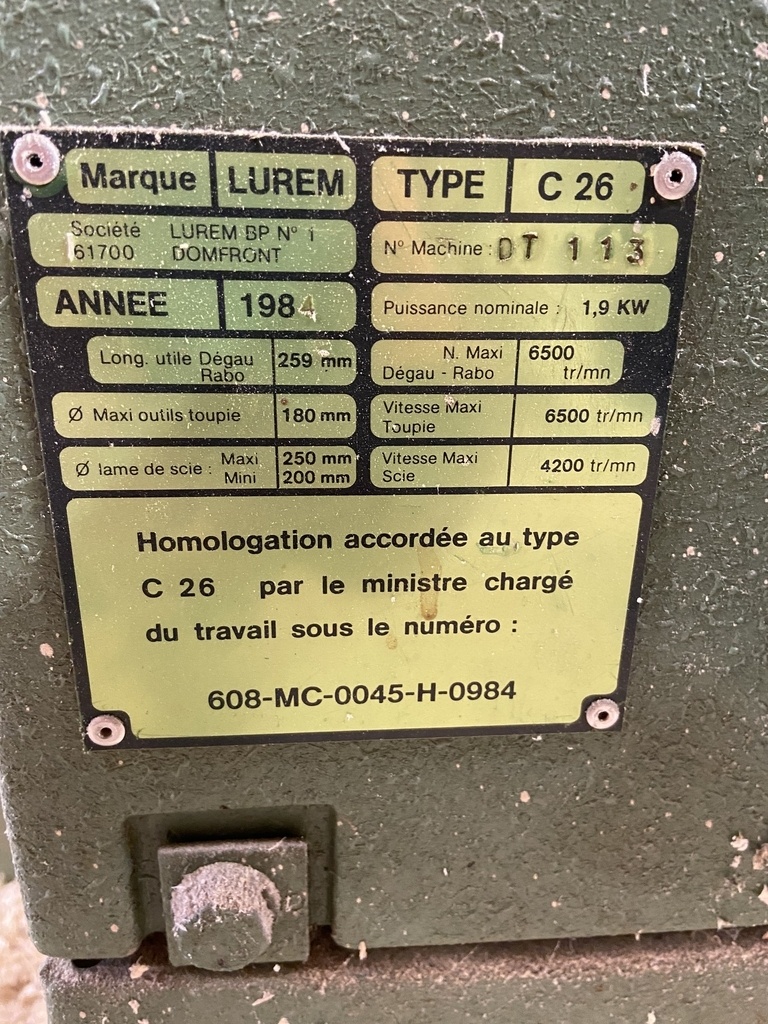 Marque LUREM
TYPE C 26
Société LUREM BP N° 1
61700 DOMFRONT
N° Machine : DT 113
ANNEE 1984
Puissance nominale : 1,9 KW
Long. utile Dégau
Rabo
259 mm
N. Maxi
Dégau - Rabo
6500
tr/mn
Ø Maxi outils toupie 180 mm
Vitesse Maxi
Toupie
6500 tr/mn
Ø lame de scie : Maxi 250 mm
Mini 200 mm
Vitesse Maxi
Scie
4200 tr/mn
Homologation accordée au type
C 26 par le ministre chargé
du travail sous le numéro :
608-MC-0045-H-0984